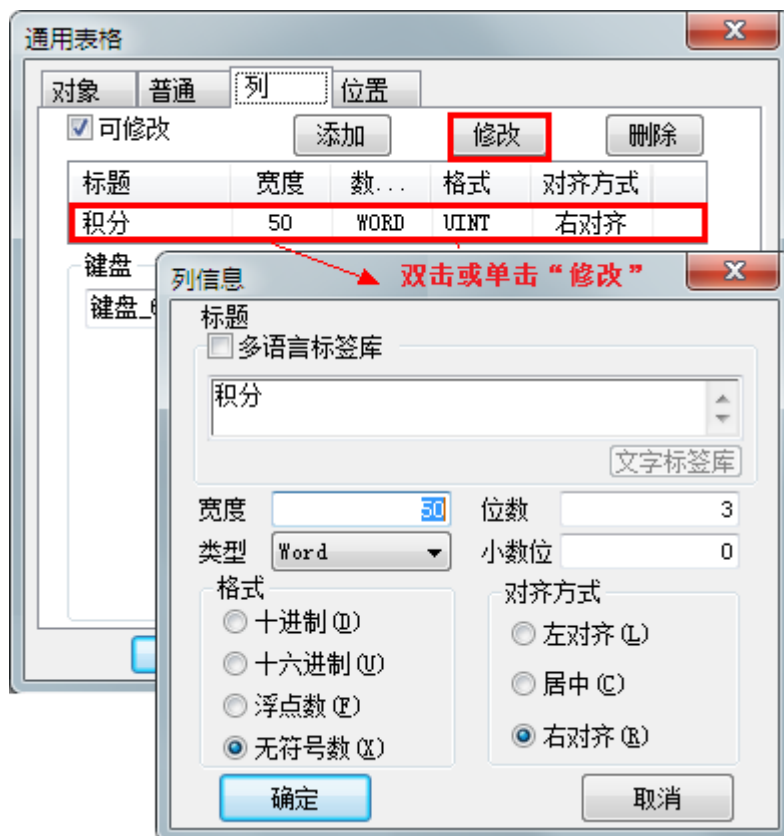 通用表格
对象 普通 列 位置
可修改 添加 修改 删除
标题 宽度 数... 格式 对齐方式
积分 50 WORD UINT 右对齐
键盘
双击或单击“修改”
列信息
键盘_6
标题
多语言标签库
积分
文字标签库
宽度 50 位数 3
类型 Word 小数位 0
格式 对齐方式
十进制(D) 左对齐(L)
十六进制(U) 居中(C)
浮点数(F) 右对齐(R)
无符号数(X)
确定 取消